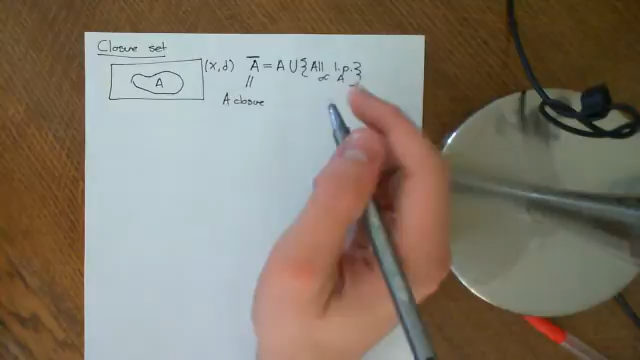 Closure set
A (X, d) A̅ = A ∪ {All l.p.}
of A
||
A closure